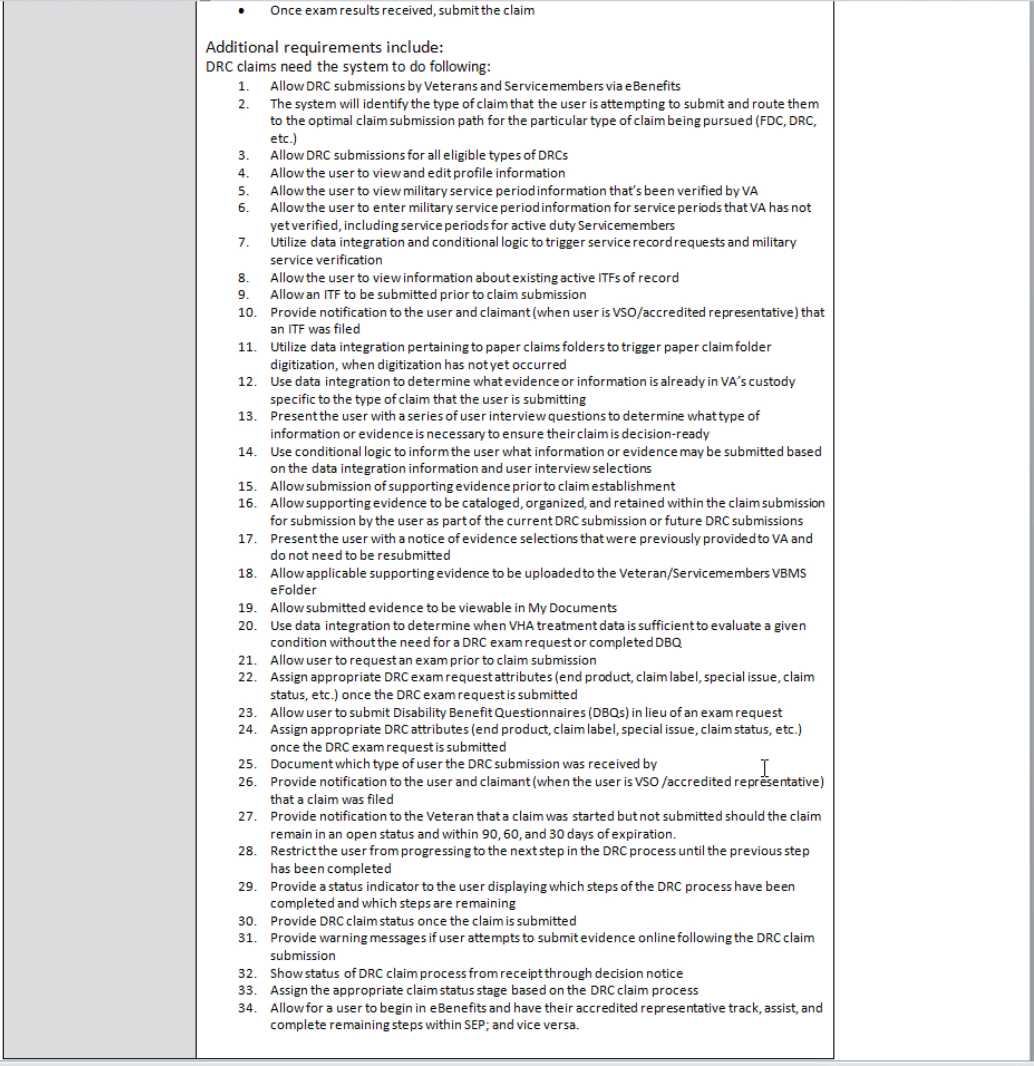 • Once exam results received, submit the claim
Additional requirements include:
DRC claims need the system to do following:
1. Allow DRC submissions by Veterans and Servicemembers via eBenefits
2. The system will identify the type of claim that the user is attempting to submit and route them
to the optimal claim submission path for the particular type of claim being pursued (FDC, DRC,
etc.)
3. Allow DRC submissions for all eligible types of DRCs
4. Allow the user to view and edit profile information
5. Allow the user to view military service period information that's been verified by VA
6. Allow the user to enter military service period information for service periods that VA has not
yet verified, including service periods for active duty Servicemembers
7. Utilize data integration and conditional logic to trigger service record requests and military
service verification
8. Allow the user to view information about existing active ITFs of record
9. Allow an ITF to be submitted prior to claim submission
10. Provide notification to the user and claimant (when user is VSO/accredited representative) that
an ITF was filed
11. Utilize data integration pertaining to paper claims folders to trigger paper claim folder
digitization, when digitization has not yet occurred
12. Use data integration to determine what evidence or information is already in VA's custody
specific to the type of claim that the user is submitting
13. Present the user with a series of user interview questions to determine what type of
information or evidence is necessary to ensure their claim is decision-ready
14. Use conditional logic to inform the user what information or evidence may be submitted based
on the data integration information and user interview selections
15. Allow submission of supporting evidence prior to claim establishment
16. Allow supporting evidence to be cataloged, organized, and retained within the claim submission
for submission by the user as part of the current DRC submission or future DRC submissions
17. Present the user with a notice of evidence selections that were previously provided to VA and
do not need to be resubmitted
18. Allow applicable supporting evidence to be uploaded to the Veteran/Servicemembers VBMS
eFolder
19. Allow submitted evidence to be viewable in My Documents
20. Use data integration to determine when VHA treatment data is sufficient to evaluate a given
condition without the need for a DRC exam request or completed DBQ
21. Allow user to request an exam prior to claim submission
22. Assign appropriate DRC exam request attributes (end product, claim label, special issue, claim
status, etc.) once the DRC exam request is submitted
23. Allow user to submit Disability Benefit Questionnaires (DBQs) in lieu of an exam request
24. Assign appropriate DRC attributes (end product, claim label, special issue, claim status, etc.)
once the DRC exam request is submitted
25. Document which type of user the DRC submission was received by
26. Provide notification to the user and claimant (when the user is VSO /accredited representative)
that a claim was filed
27. Provide notification to the Veteran that a claim was started but not submitted should the claim
remain in an open status and within 90, 60, and 30 days of expiration.
28. Restrict the user from progressing to the next step in the DRC process until the previous step
has been completed
29. Provide a status indicator to the user displaying which steps of the DRC process have been
completed and which steps are remaining
30. Provide DRC claim status once the claim is submitted
31. Provide warning messages if user attempts to submit evidence online following the DRC claim
submission
32. Show status of DRC claim process from receipt through decision notice
33. Assign the appropriate claim status stage based on the DRC claim process
34. Allow for a user to begin in eBenefits and have their accredited representative track, assist, and
complete remaining steps within SEP; and vice versa.